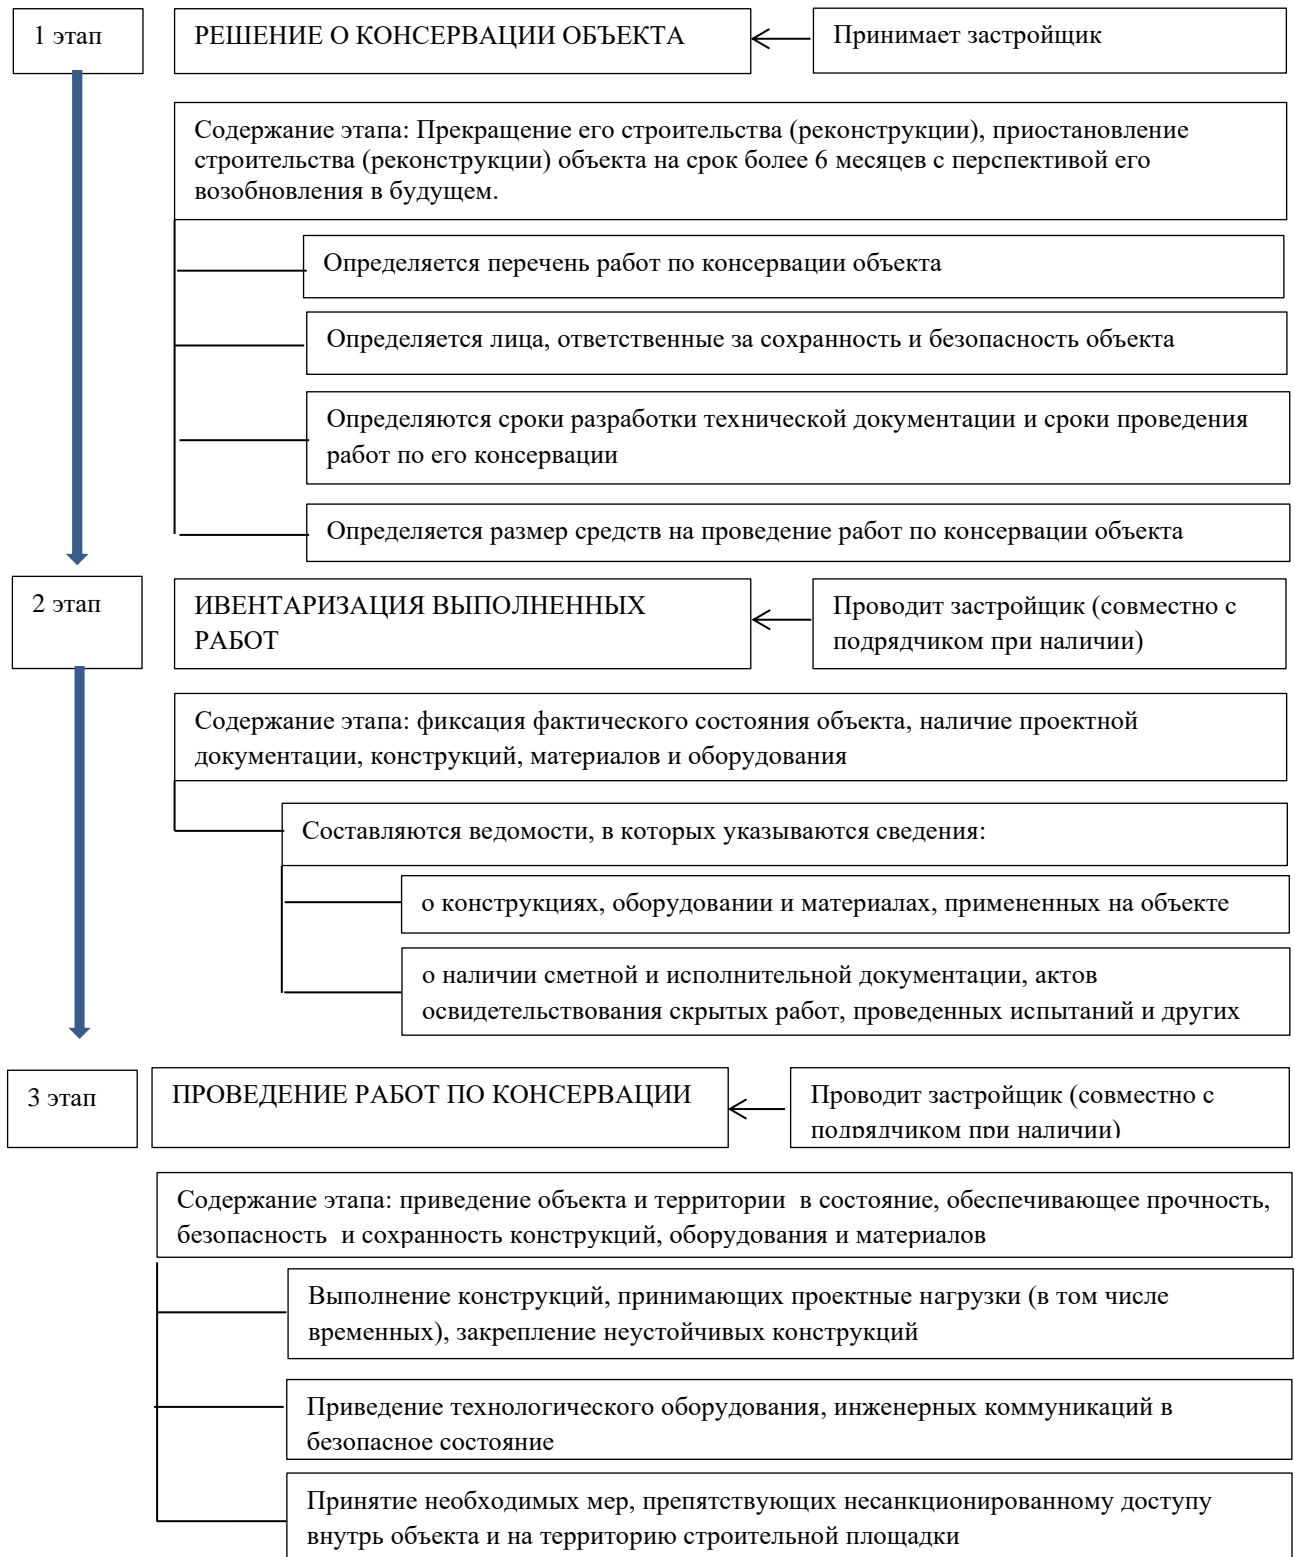 1 этап
РЕШЕНИЕ О КОНСЕРВАЦИИ ОБЪЕКТА
Принимает застройщик
Содержание этапа: Прекращение его строительства (реконструкции), приостановление
строительства (реконструкции) объекта на срок более 6 месяцев с перспективой его
возобновления в будущем.
Определяется перечень работ по консервации объекта
Определяется лица, ответственные за сохранность и безопасность объекта
Определяются сроки разработки технической документации и сроки проведения
работ по его консервации
Определяется размер средств на проведение работ по консервации объекта
2 этап
ИВЕНТАРИЗАЦИЯ ВЫПОЛНЕННЫХ
РАБОТ
Проводит застройщик (совместно с
подрядчиком при наличии)
Содержание этапа: фиксация фактического состояния объекта, наличие проектной
документации, конструкций, материалов и оборудования
Составляются ведомости, в которых указываются сведения:
о конструкциях, оборудовании и материалах, примененных на объекте
о наличии сметной и исполнительной документации, актов
освидетельствования скрытых работ, проведенных испытаний и других
3 этап
ПРОВЕДЕНИЕ РАБОТ ПО КОНСЕРВАЦИИ
Проводит застройщик (совместно с
подрядчиком при наличии)
Содержание этапа: приведение объекта и территории в состояние, обеспечивающее прочность,
безопасность и сохранность конструкций, оборудования и материалов
Выполнение конструкций, принимающих проектные нагрузки (в том числе
временных), закрепление неустойчивых конструкций
Приведение технологического оборудования, инженерных коммуникаций в
безопасное состояние
Принятие необходимых мер, препятствующих несанкционированному доступу
внутрь объекта и на территорию строительной площадки